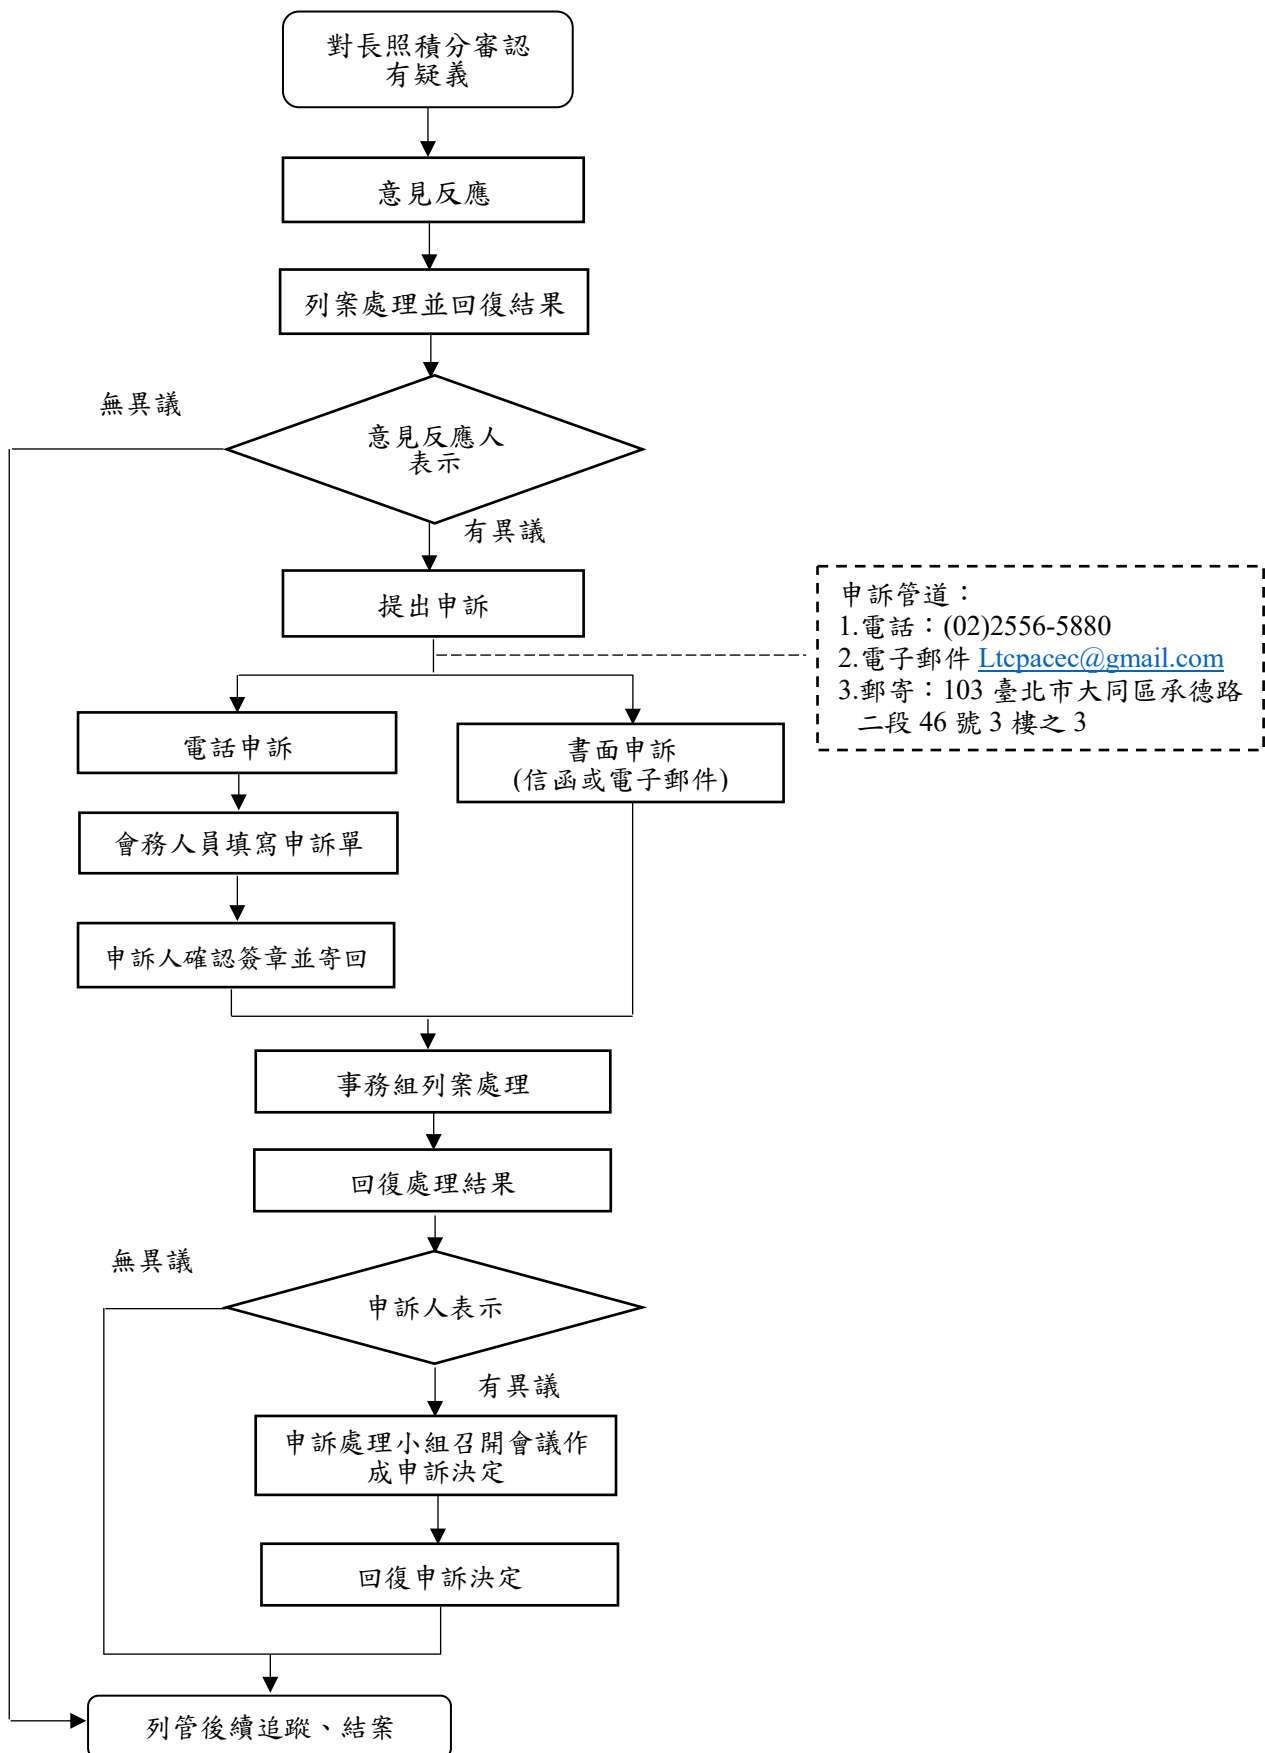 對長照積分審認
有疑義
意見反應
列案處理並回復結果
無異議
意見反應人
表示
有異議
提出申訴
申訴管道：
1.電話：(02)2556-5880
2.電子郵件 Ltcpacec@gmail.com
3.郵寄：103 臺北市大同區承德路
二段 46 號 3 樓之 3
電話申訴
書面申訴
(信函或電子郵件)
會務人員填寫申訴單
申訴人確認簽章並寄回
事務組列案處理
回復處理結果
無異議
申訴人表示
有異議
申訴處理小組召開會議作
成申訴決定
回復申訴決定
列管後續追蹤、結案